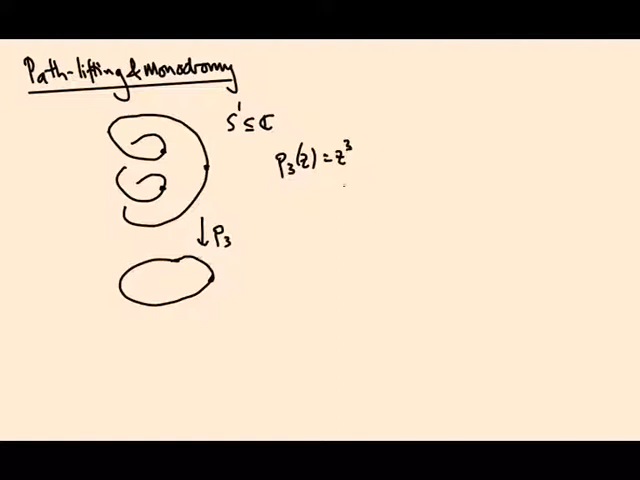 Path-lifting & Monodromy
S¹ ⊆ ℂ
p₃(z) = z³
↓ p₃